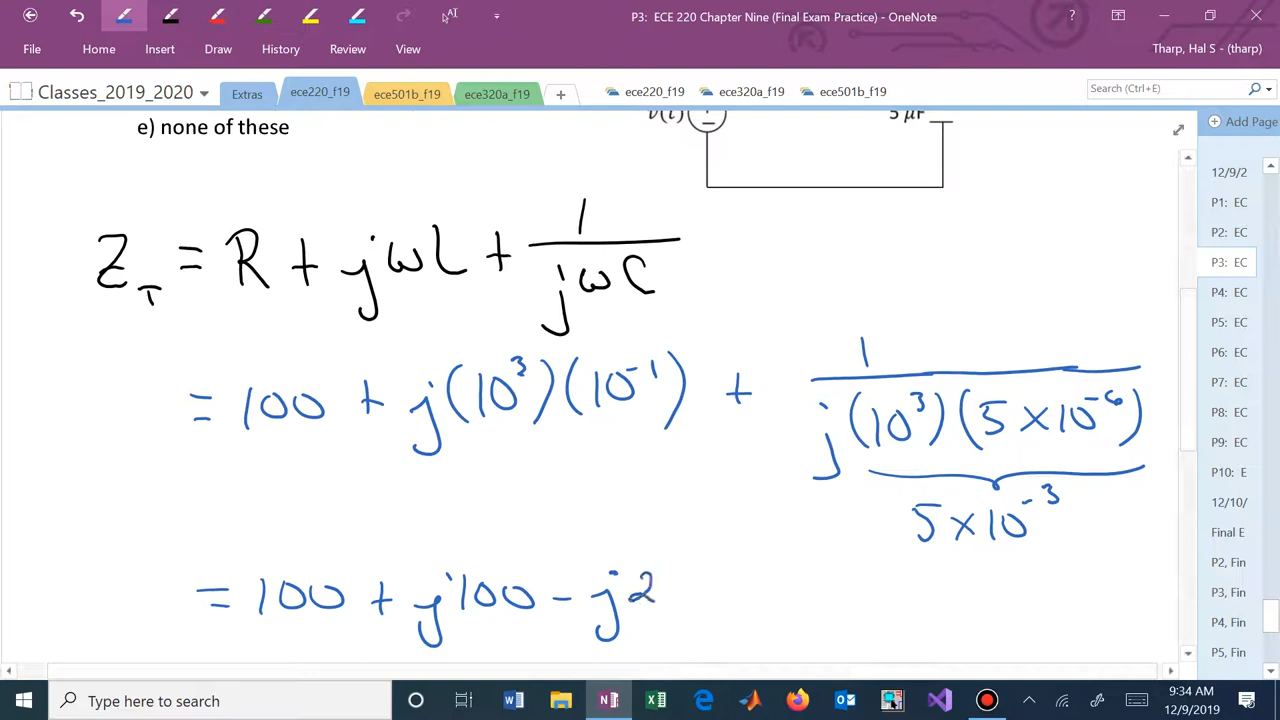 P3: ECE 220 Chapter Nine (Final Exam Practice) - OneNote
Tharp, Hal S - (tharp)
File Home Insert Draw History Review View
Classes_2019_2020 Extras ece220_f19 ece501b_f19 ece320a_f19 ece220_f19 ece320a_f19 ece501b_f19 Search (Ctrl+E)
Add Page
e) none of these
v(t)
5 μF
Z_T = R + jωL + 1/(jωC)
= 100 + j(10³)(10⁻¹) + 1/(j(10³)(5×10⁻⁶))
5×10⁻³
= 100 + j100 - j2
12/9/2
P1: EC
P2: EC
P3: EC
P4: EC
P5: EC
P6: EC
P7: EC
P8: EC
P9: EC
P10: E
12/10/
Final E
P2, Fin
P3, Fin
P4, Fin
P5, Fin
Type here to search
9:34 AM
12/9/2019